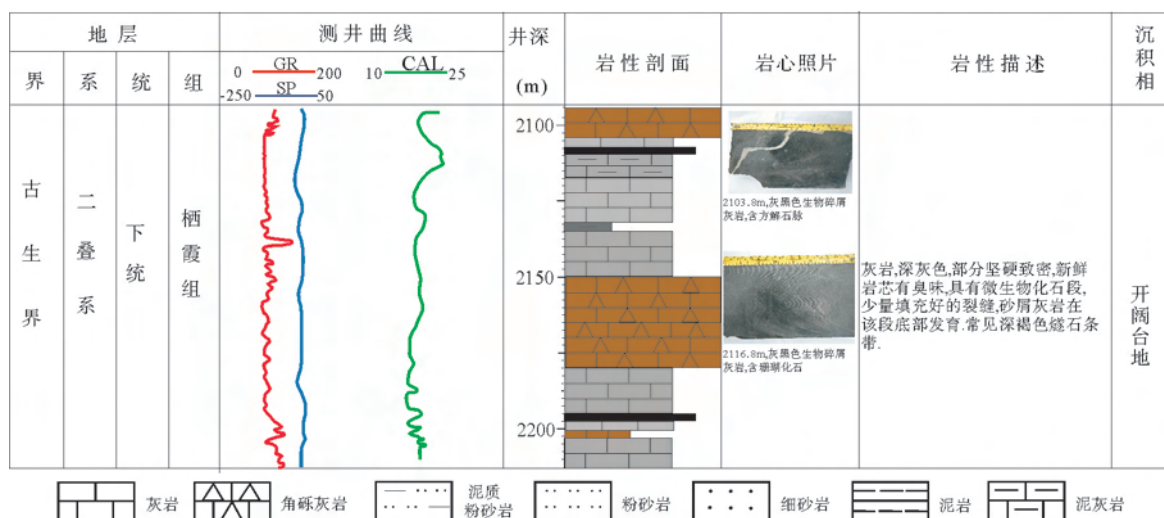 地层
测井曲线
井深
(m)
岩性剖面
岩心照片
岩性描述
沉积相
界
系
统
组
0 GR 200
-250 SP 50
10 CAL 25
古生界
二叠系
下统
栖霞组
2100
2150
2200
2103.8m,灰黑色生物碎屑
灰岩,含方解石脉
2116.8m,灰黑色生物碎屑
灰岩,含珊瑚化石
灰岩,深灰色,部分坚硬致密,新鲜
岩芯有臭味,具有微生物化石段,
少量填充好的裂缝,砂屑灰岩在
该段底部发育.常见深褐色燧石条
带.
开阔台地
灰岩
角砾灰岩
泥质
粉砂岩
粉砂岩
细砂岩
泥岩
泥灰岩